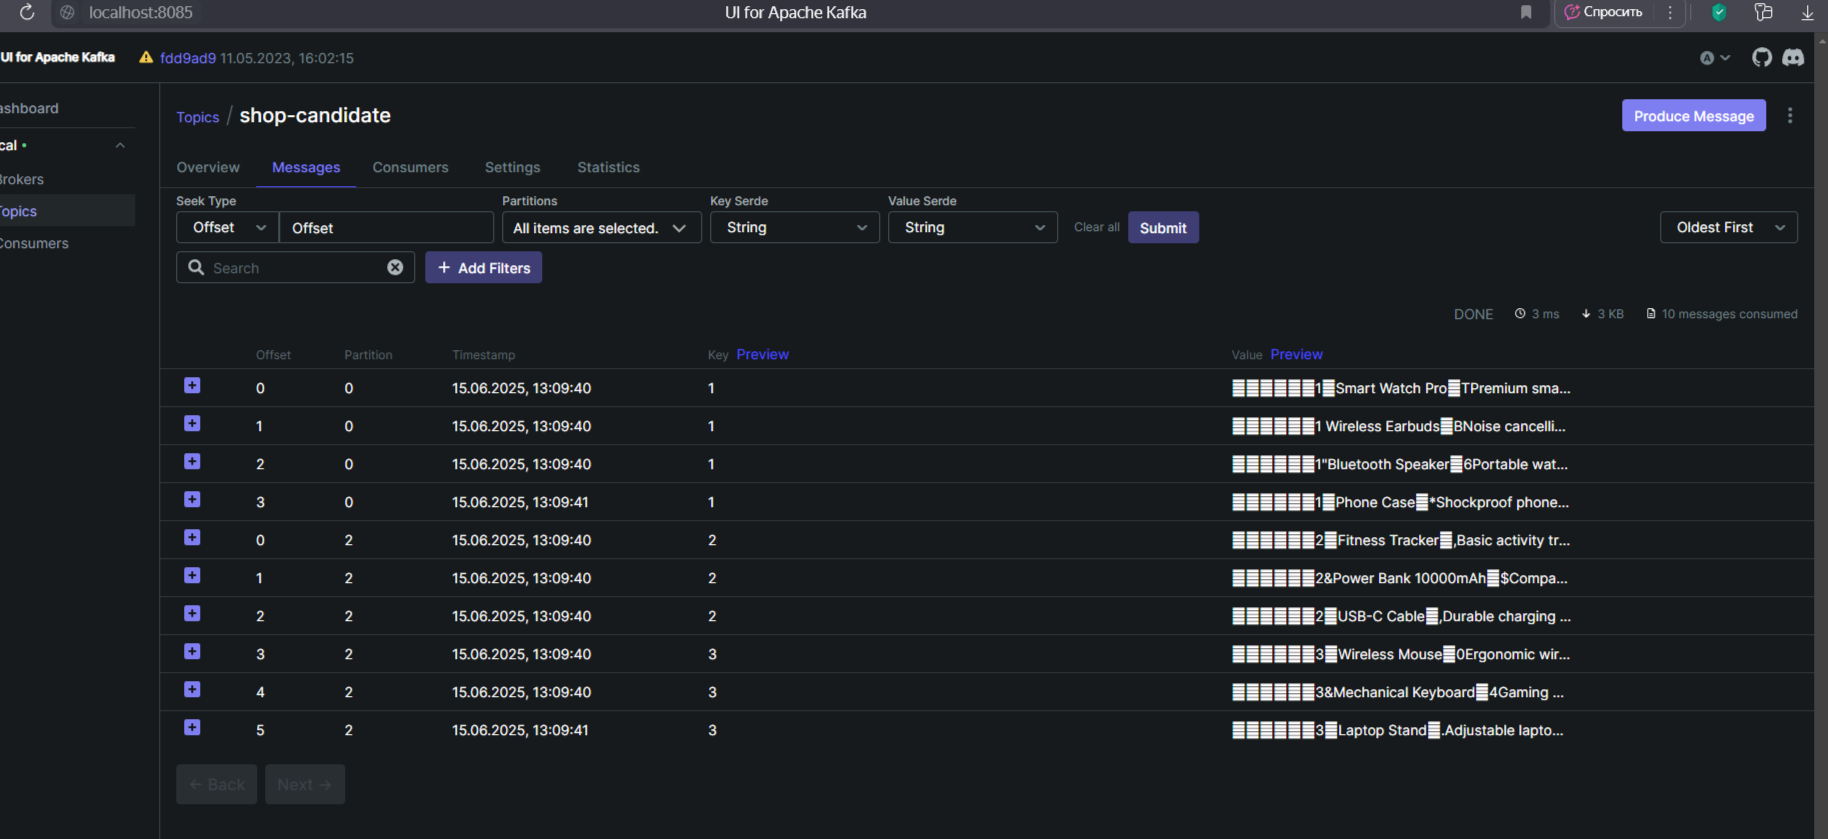 localhost:8085 UI for Apache Kafka Спросить
UI for Apache Kafka fdd9ad9 11.05.2023, 16:02:15 A
ashboard
cal
Brokers
Topics
Consumers
Topics / shop-candidate Produce Message
Overview Messages Consumers Settings Statistics
Seek Type Partitions Key Serde Value Serde
Offset Offset All items are selected. String String Clear all Submit Oldest First
Search + Add Filters
DONE 3 ms 3 KB 10 messages consumed
Offset Partition Timestamp Key Preview Value Preview
0 0 15.06.2025, 13:09:40 1 1 Smart Watch Pro TPremium sma...
1 0 15.06.2025, 13:09:40 1 1 Wireless Earbuds BNoise cancelli...
2 0 15.06.2025, 13:09:40 1 1"Bluetooth Speaker 6Portable wat...
3 0 15.06.2025, 13:09:41 1 1 Phone Case *Shockproof phone...
0 2 15.06.2025, 13:09:40 2 2 Fitness Tracker ,Basic activity tr...
1 2 15.06.2025, 13:09:40 2 2&Power Bank 10000mAh $Compa...
2 2 15.06.2025, 13:09:40 2 2 USB-C Cable ,Durable charging ...
3 2 15.06.2025, 13:09:40 3 3 Wireless Mouse 0Ergonomic wir...
4 2 15.06.2025, 13:09:40 3 3&Mechanical Keyboard 4Gaming ...
5 2 15.06.2025, 13:09:41 3 3 Laptop Stand .Adjustable lapto...
← Back Next →